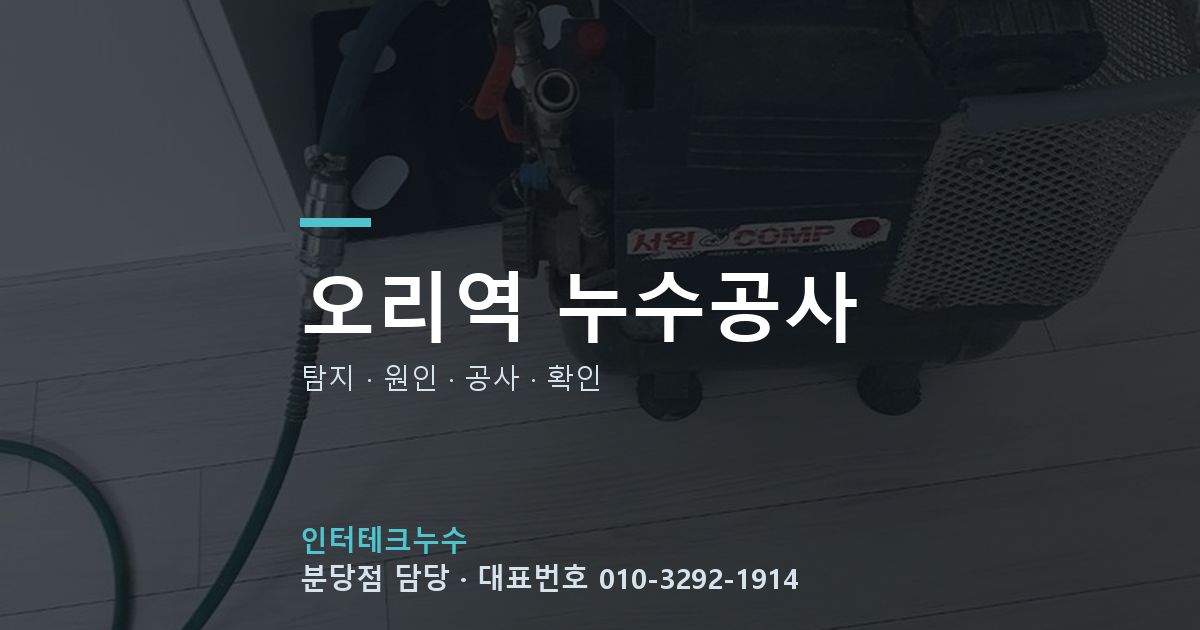 서원 COMP
오리역 누수공사
탐지 · 원인 · 공사 · 확인
인터테크누수
분당점 담당 · 대표번호 010-3292-1914